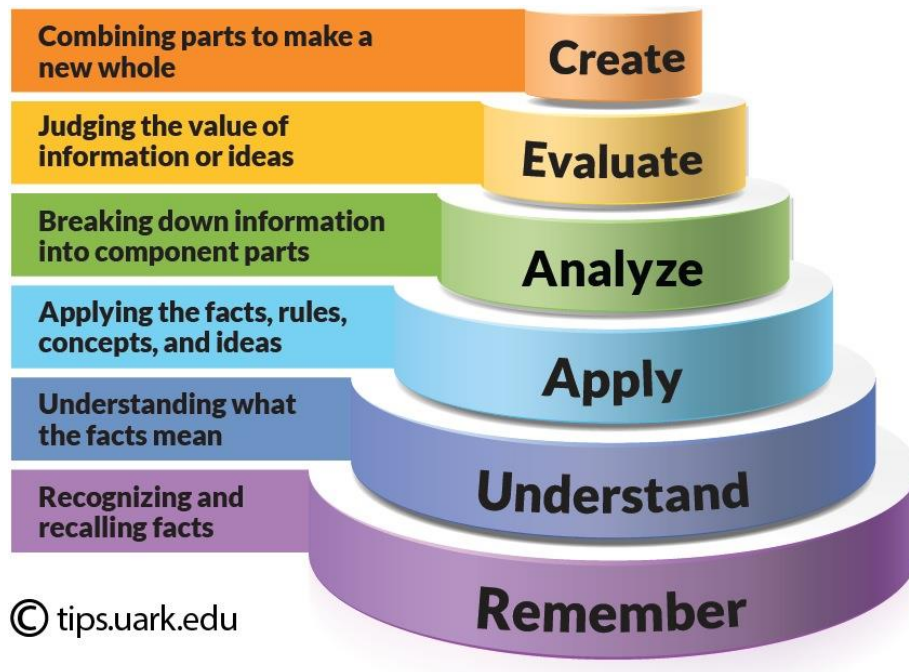 Combining parts to make a
new whole
Create
Judging the value of
information or ideas
Evaluate
Breaking down information
into component parts
Analyze
Applying the facts, rules,
concepts, and ideas
Apply
Understanding what
the facts mean
Understand
Recognizing and
recalling facts
Remember
© tips.uark.edu